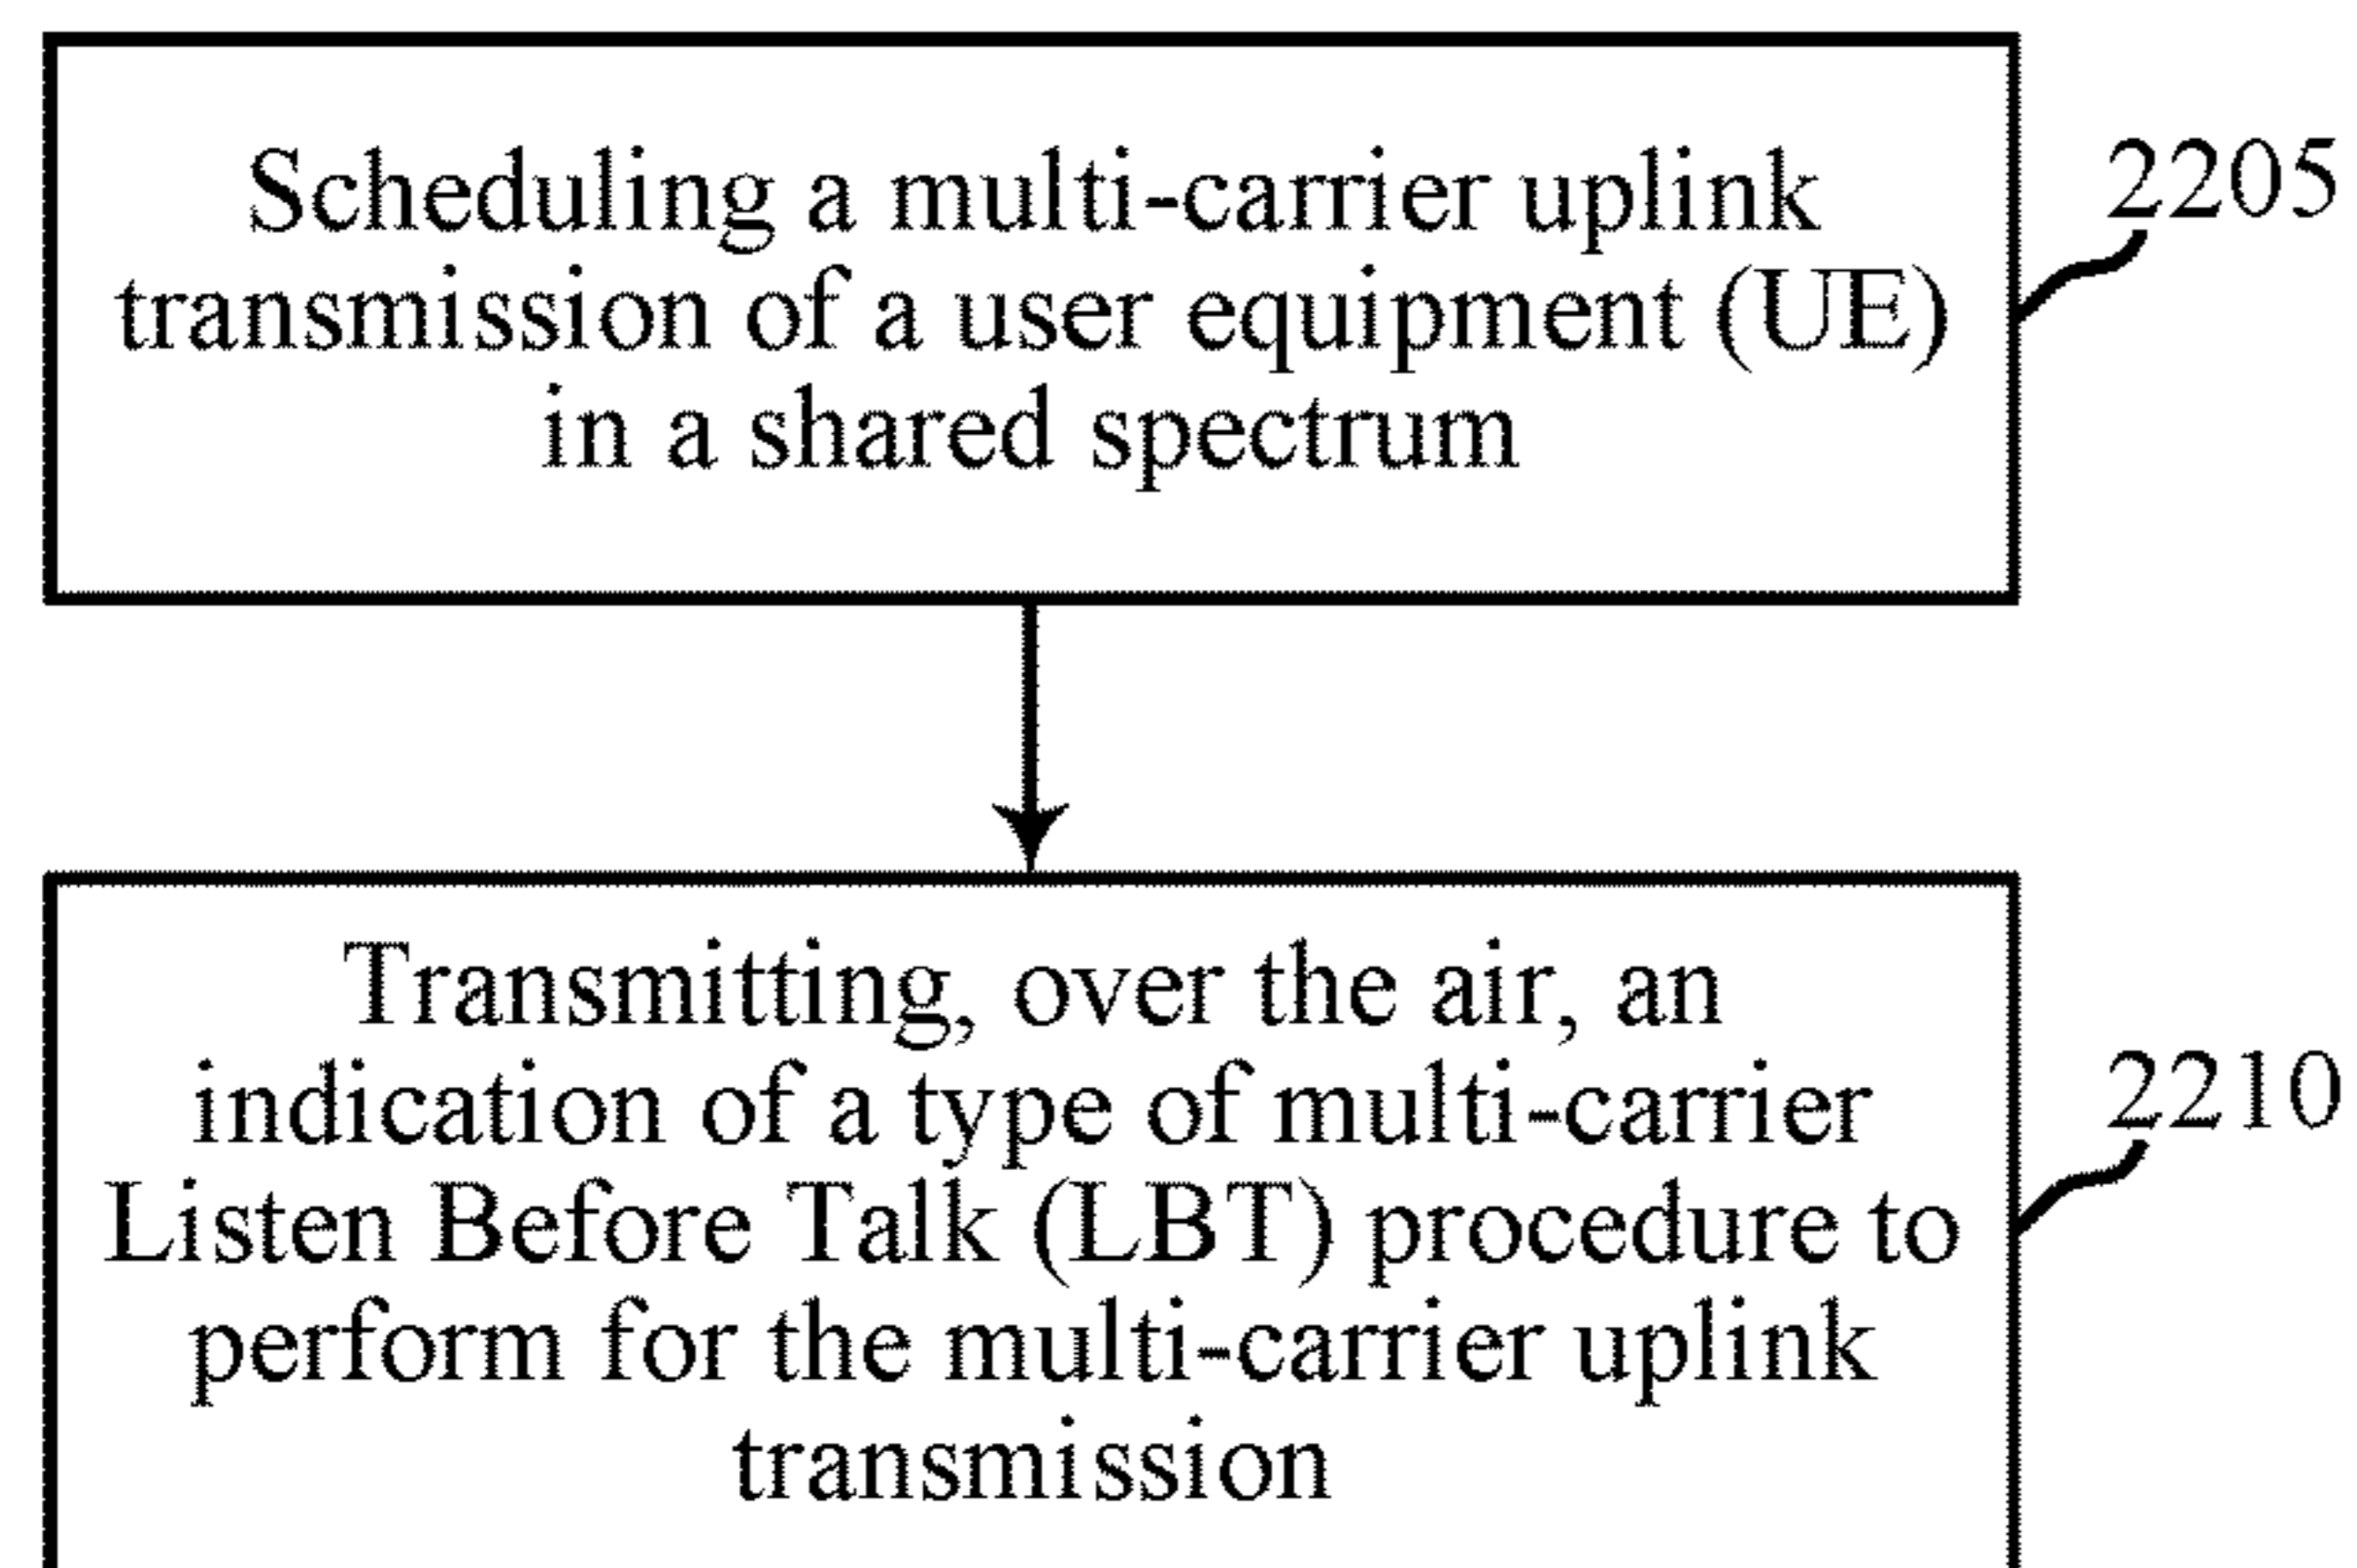 Scheduling a multi-carrier uplink
transmission of a user equipment (UE)
in a shared spectrum
2205
Transmitting, over the air, an
indication of a type of multi-carrier
Listen Before Talk (LBT) procedure to
perform for the multi-carrier uplink
transmission
2210